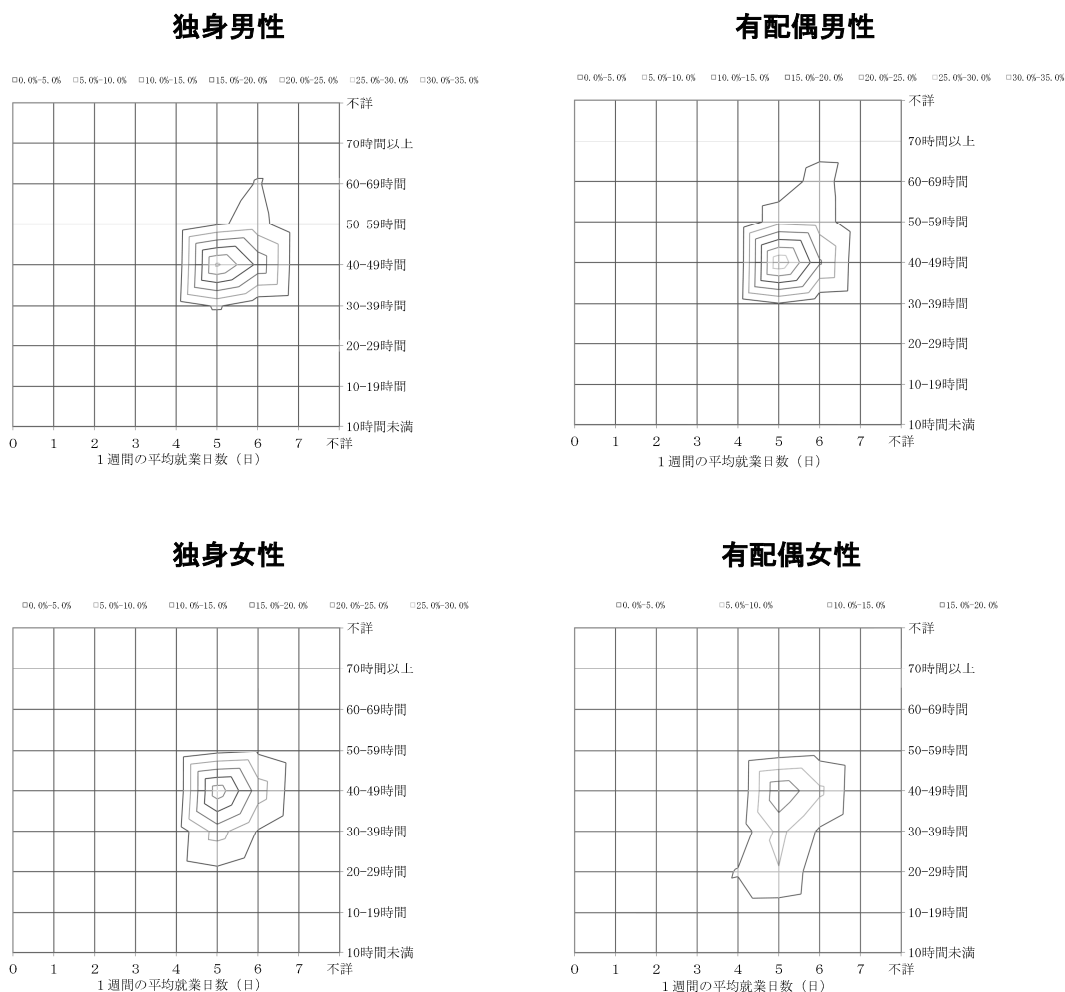 独身男性
有配偶男性
□0.0%-5.0% □5.0%-10.0% □10.0%-15.0% □15.0%-20.0% □20.0%-25.0% □25.0%-30.0% □30.0%-35.0%
□0.0%-5.0% □5.0%-10.0% □10.0%-15.0% □15.0%-20.0% □20.0%-25.0% □25.0%-30.0% □30.0%-35.0%
不詳
70時間以上
60-69時間
50-59時間
40-49時間
30-39時間
20-29時間
10-19時間
10時間未満
0 1 2 3 4 5 6 7 不詳
1週間の平均就業日数（日）
不詳
70時間以上
60-69時間
50-59時間
40-49時間
30-39時間
20-29時間
10-19時間
10時間未満
0 1 2 3 4 5 6 7 不詳
1週間の平均就業日数（日）
独身女性
有配偶女性
□0.0%-5.0% □5.0%-10.0% □10.0%-15.0% □15.0%-20.0% □20.0%-25.0% □25.0%-30.0%
□0.0%-5.0% □5.0%-10.0% □10.0%-15.0% □15.0%-20.0%
不詳
70時間以上
60-69時間
50-59時間
40-49時間
30-39時間
20-29時間
10-19時間
10時間未満
0 1 2 3 4 5 6 7 不詳
1週間の平均就業日数（日）
不詳
70時間以上
60-69時間
50-59時間
40-49時間
30-39時間
20-29時間
10-19時間
10時間未満
0 1 2 3 4 5 6 7 不詳
1週間の平均就業日数（日）